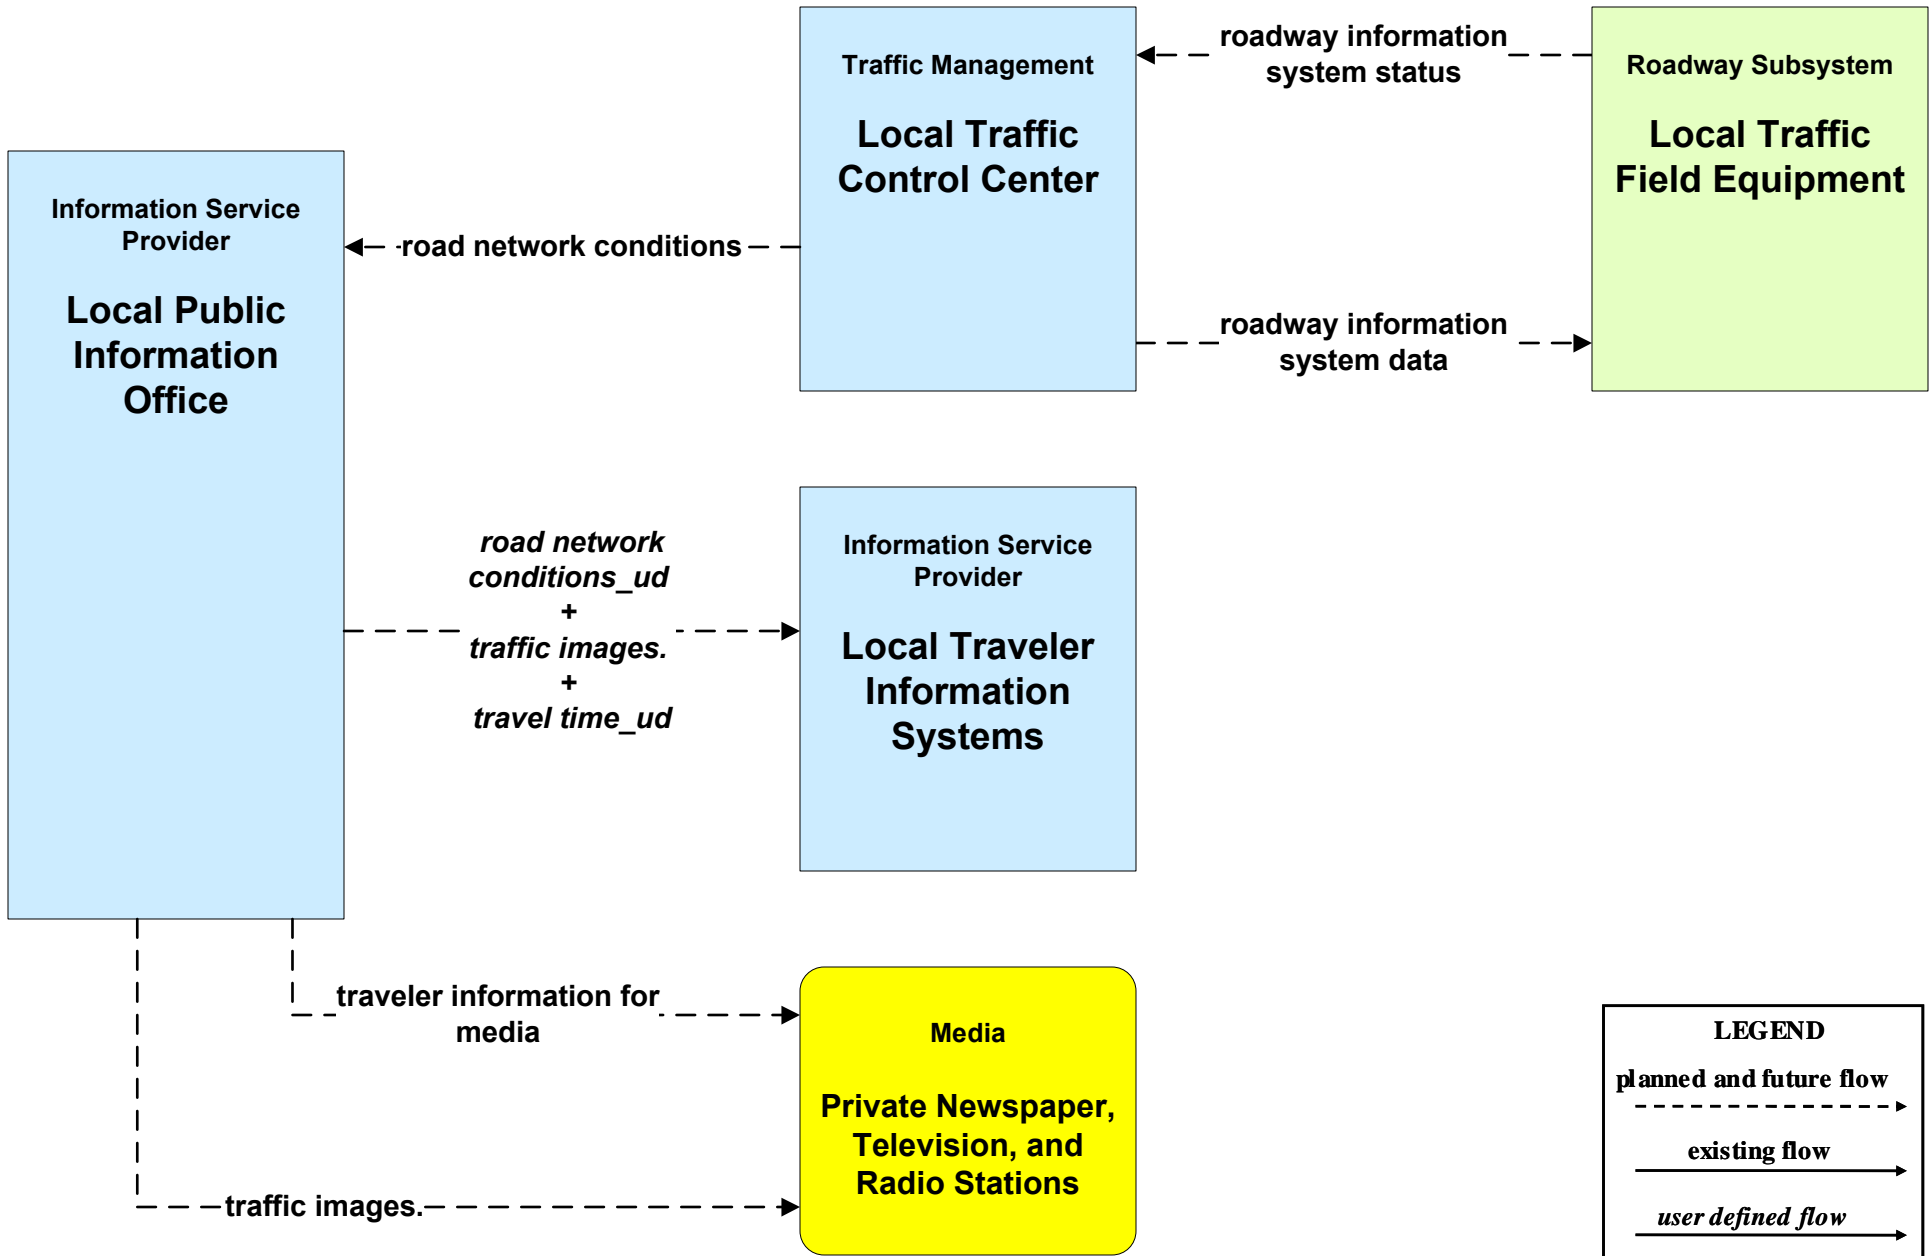 Traffic Management
Local Traffic
Control Center
roadway information
system status
Roadway Subsystem
Local Traffic
Field Equipment
Information Service
Provider
Local Public
Information
Office
road network conditions
roadway information
system data
road network
conditions_ud
+
traffic images.
+
travel time_ud
Information Service
Provider
Local Traveler
Information
Systems
traveler information for
media
Media
Private Newspaper,
Television, and
Radio Stations
traffic images.
LEGEND
planned and future flow
existing flow
user defined flow